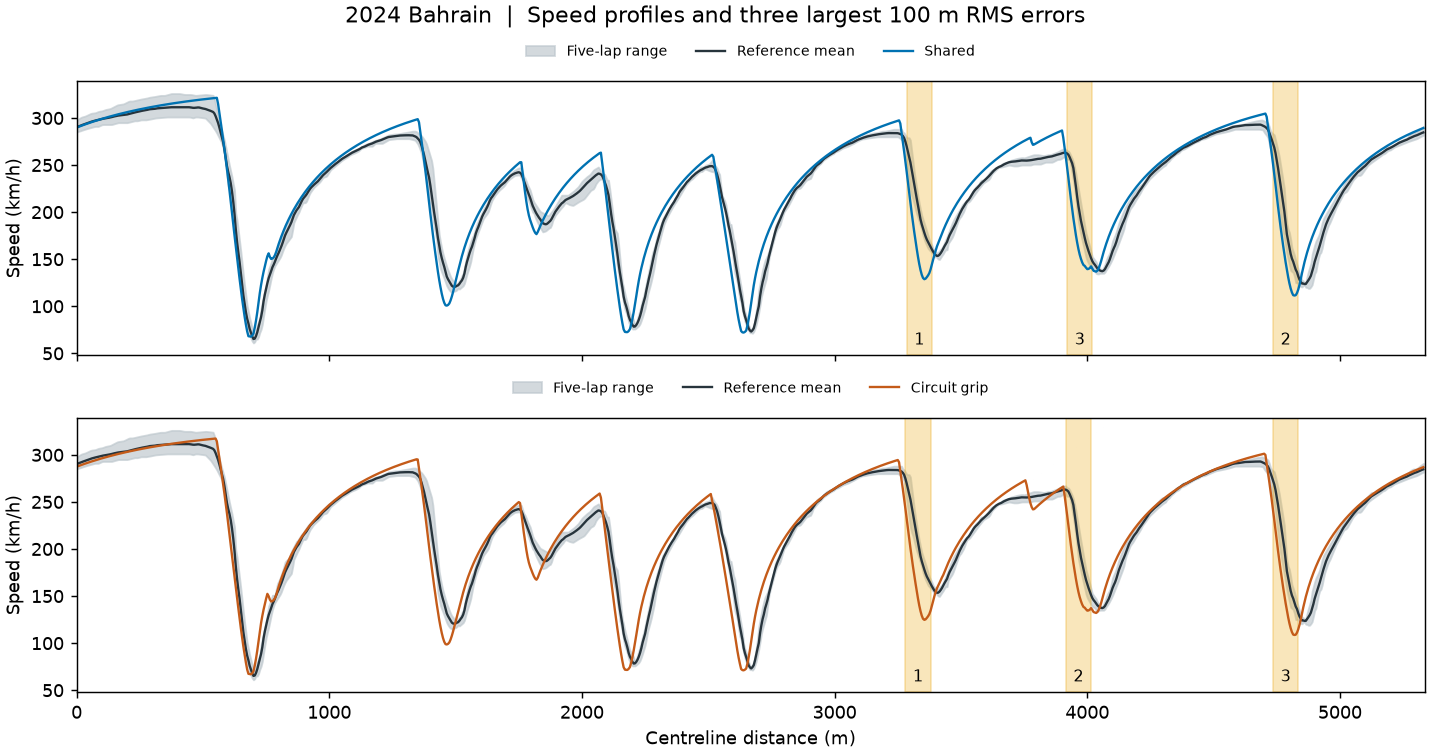 2024 Bahrain | Speed profiles and three largest 100 m RMS errors
Five-lap range Reference mean Shared
Speed (km/h)
300
250
200
150
100
50
1
3
2
Five-lap range Reference mean Circuit grip
Speed (km/h)
300
250
200
150
100
50
1
2
3
0 1000 2000 3000 4000 5000
Centreline distance (m)